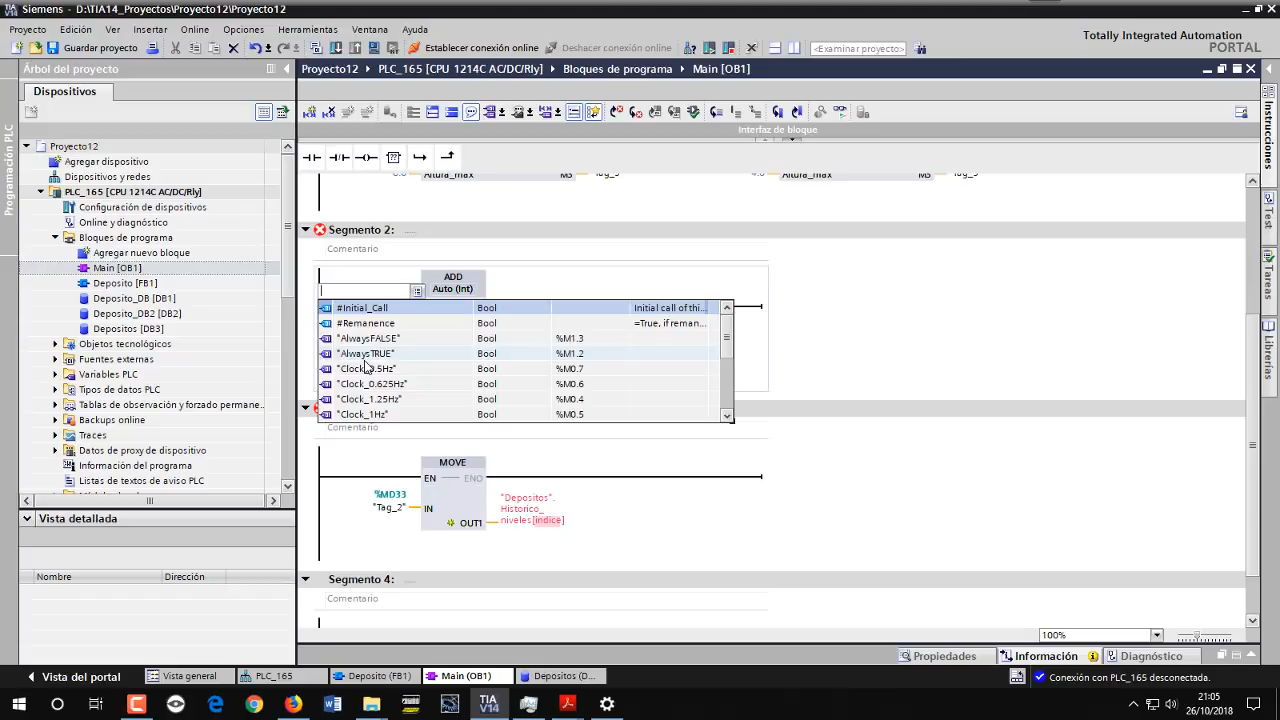 Siemens - D:\TIA14_Proyectos\Proyecto12\Proyecto12
Proyecto Edición Ver Insertar Online Opciones Herramientas Ventana Ayuda
Totally Integrated Automation
PORTAL
Guardar proyecto Establecer conexión online Deshacer conexión online <Examinar proyecto>
Árbol del proyecto
Proyecto12 PLC_165 [CPU 1214C AC/DC/Rly] Bloques de programa Main [OB1]
Dispositivos
Programación PLC
Interfaz de bloque
Proyecto12
Agregar dispositivo
Dispositivos y redes
PLC_165 [CPU 1214C AC/DC/Rly]
Configuración de dispositivos
Online y diagnóstico
Bloques de programa
Agregar nuevo bloque
Main [OB1]
Deposito [FB1]
Deposito_DB [DB1]
Deposito_DB2 [DB2]
Depositos [DB3]
Objetos tecnológicos
Fuentes externas
Variables PLC
Tipos de datos PLC
Tablas de observación y forzado permane..
Backups online
Traces
Datos de proxy de dispositivo
Información del programa
Listas de textos de aviso PLC
Vista detallada
Nombre Dirección
Altura_max
Altura_max
Segmento 2: ....
Comentario
ADD
Auto (Int)
#Initial_Call Bool Initial call of thi...
#Remanence Bool =True, if reman...
"AlwaysFALSE" Bool %M1.3
"AlwaysTRUE" Bool %M1.2
"Clock_0.5Hz" Bool %M0.7
"Clock_0.625Hz" Bool %M0.6
"Clock_1.25Hz" Bool %M0.4
"Clock_1Hz" Bool %M0.5
Comentario
MOVE
EN ENO
%MD33
"Tag_2" IN
OUT1
"Depositos".
Historico_
niveles[indice]
Segmento 4: ....
Comentario
100%
Instrucciones
Test
Tareas
Librerías
Propiedades Información Diagnóstico
Vista del portal Vista general PLC_165 Deposito (FB1) Main (OB1) Depositos (D...
Conexión con PLC_165 desconectada.
TIA
V14
21:05
26/10/2018